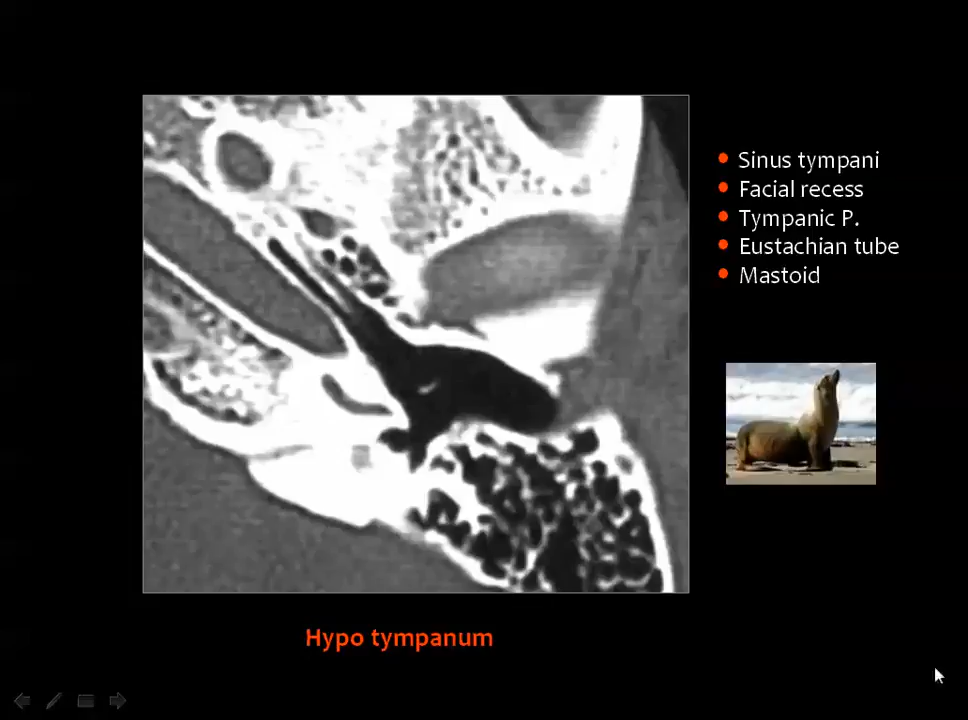 Sinus tympani
Facial recess
Tympanic P.
Eustachian tube
Mastoid
Hypo tympanum